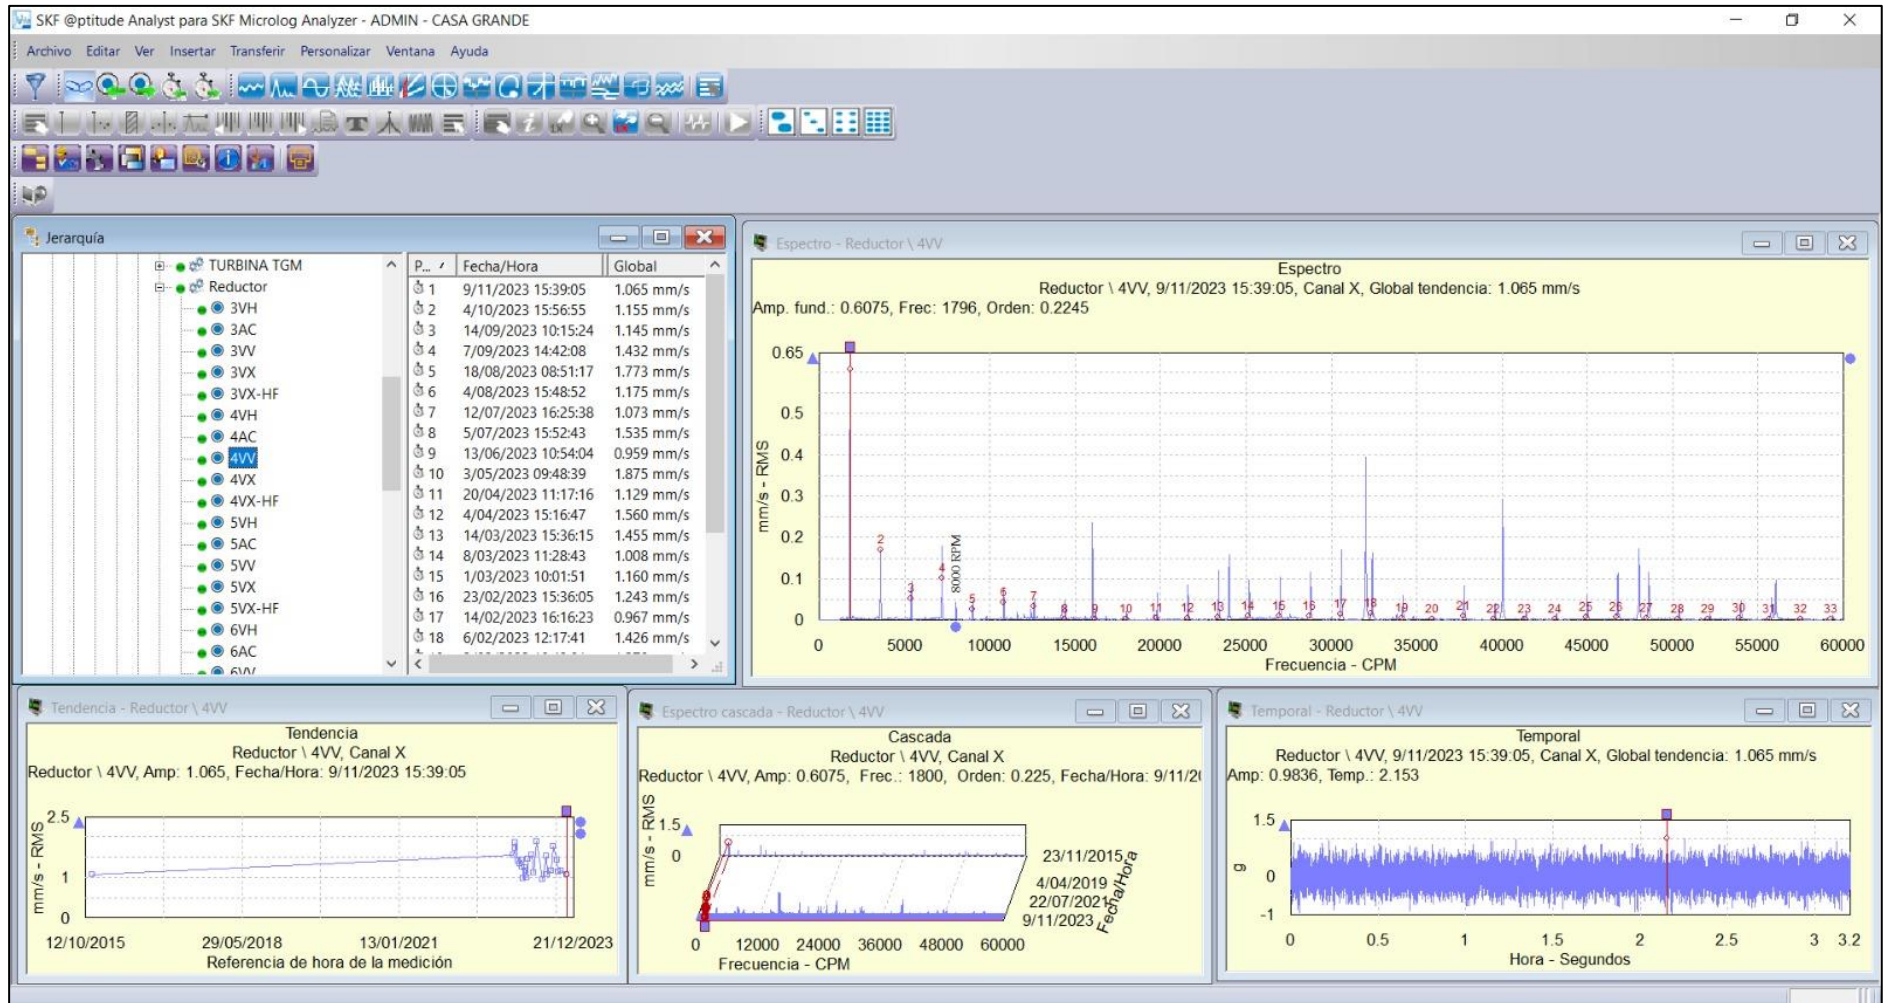 SKF @ptitude Analyst para SKF Microlog Analyzer - ADMIN - CASA GRANDE
Archivo Editar Ver Insertar Transferir Personalizar Ventana Ayuda
Jerarquía
TURBINA TGM
Reductor
3VH
3AC
3VV
3VX
3VX-HF
4VH
4AC
4VV
4VX
4VX-HF
5VH
5AC
5VV
5VX
5VX-HF
6VH
6AC
6VV
P... Fecha/Hora Global
1 9/11/2023 15:39:05 1.065 mm/s
2 4/10/2023 15:56:55 1.155 mm/s
3 14/09/2023 10:15:24 1.145 mm/s
4 7/09/2023 14:42:08 1.432 mm/s
5 18/08/2023 08:51:17 1.773 mm/s
6 4/08/2023 15:48:52 1.175 mm/s
7 12/07/2023 16:25:38 1.073 mm/s
8 5/07/2023 15:52:43 1.535 mm/s
9 13/06/2023 10:54:04 0.959 mm/s
10 3/05/2023 09:48:39 1.875 mm/s
11 20/04/2023 11:17:16 1.129 mm/s
12 4/04/2023 15:16:47 1.560 mm/s
13 14/03/2023 15:36:15 1.455 mm/s
14 8/03/2023 11:28:43 1.008 mm/s
15 1/03/2023 10:01:51 1.160 mm/s
16 23/02/2023 15:36:05 1.243 mm/s
17 14/02/2023 16:16:23 0.967 mm/s
18 6/02/2023 12:17:41 1.426 mm/s
Espectro - Reductor \ 4VV
Espectro
Reductor \ 4VV, 9/11/2023 15:39:05, Canal X, Global tendencia: 1.065 mm/s
Amp. fund.: 0.6075, Frec: 1796, Orden: 0.2245
0.65
0.5
0.4
0.3
0.2
0.1
0
mm/s - RMS
8000 RPM
2 3 4 5 6 7 8 9 10 11 12 13 14 15 16 17 18 19 20 21 22 23 24 25 26 27 28 29 30 31 32 33
0 5000 10000 15000 20000 25000 30000 35000 40000 45000 50000 55000 60000
Frecuencia - CPM
Tendencia - Reductor \ 4VV
Tendencia
Reductor \ 4VV, Canal X
Reductor \ 4VV, Amp: 1.065, Fecha/Hora: 9/11/2023 15:39:05
2.5
1
0
mm/s - RMS
12/10/2015 29/05/2018 13/01/2021 21/12/2023
Referencia de hora de la medición
Espectro cascada - Reductor \ 4VV
Cascada
Reductor \ 4VV, Canal X
Reductor \ 4VV, Amp: 0.6075, Frec.: 1800, Orden: 0.225, Fecha/Hora: 9/11/20
1.5
0
mm/s - RMS
23/11/2015
4/04/2019
22/07/2021
9/11/2023
Fecha/Hora
0 12000 24000 36000 48000 60000
Frecuencia - CPM
Temporal - Reductor \ 4VV
Temporal
Reductor \ 4VV, 9/11/2023 15:39:05, Canal X, Global tendencia: 1.065 mm/s
Amp: 0.9836, Temp.: 2.153
1.5
0
-1
g
0 0.5 1 1.5 2 2.5 3 3.2
Hora - Segundos